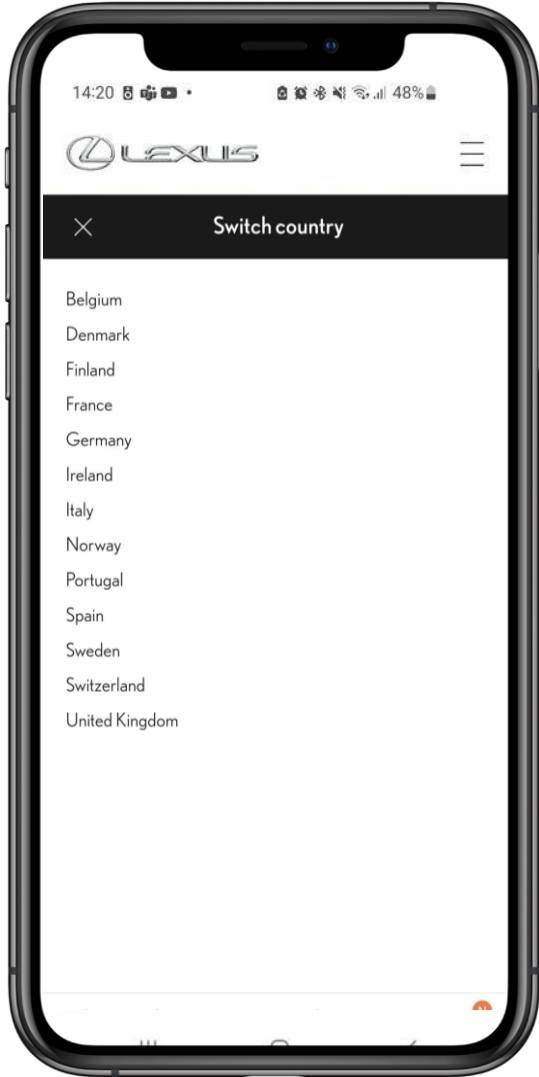 14:20
48%
LEXUS
Switch country
Belgium
Denmark
Finland
France
Germany
Ireland
Italy
Norway
Portugal
Spain
Sweden
Switzerland
United Kingdom